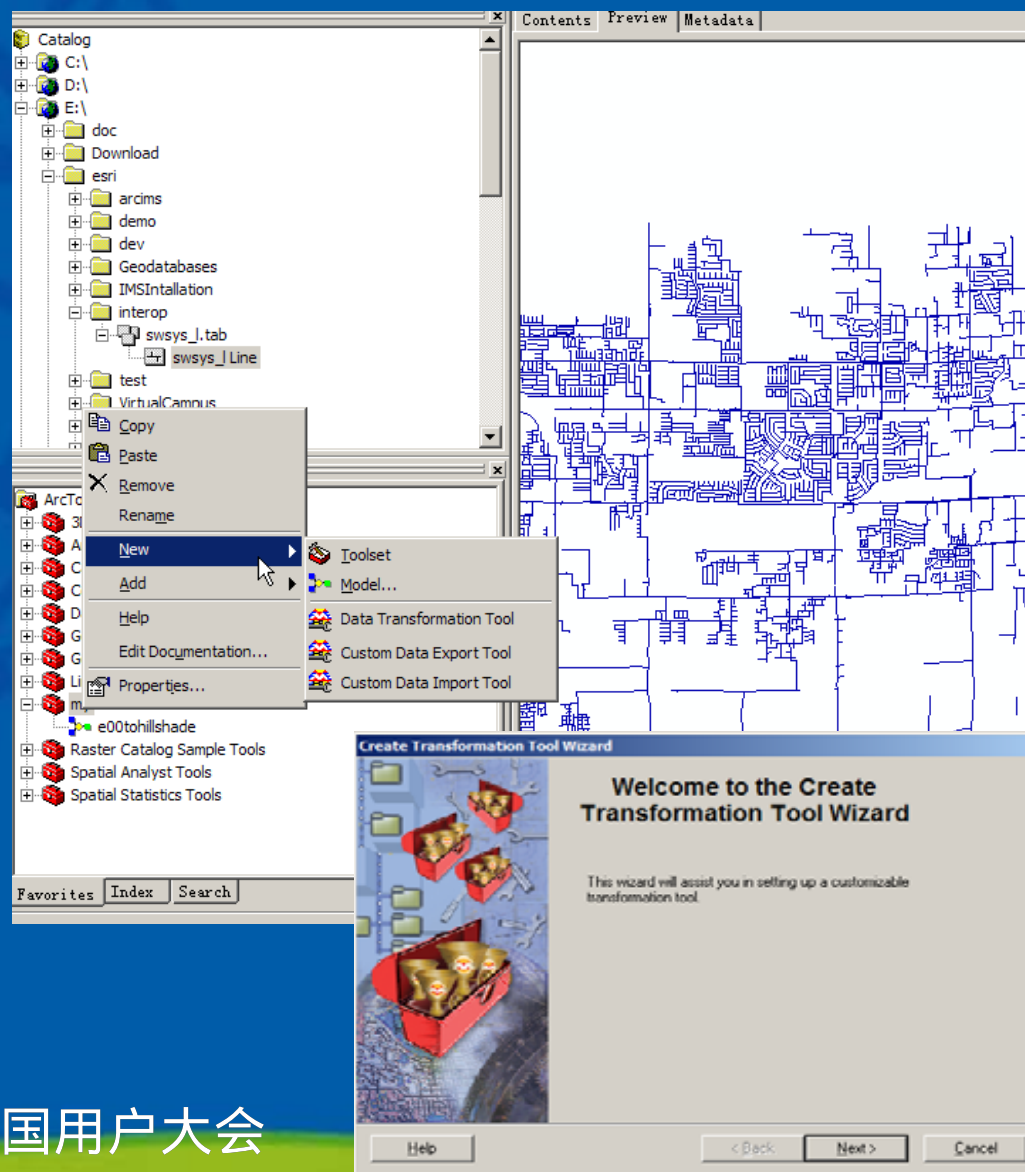 Contents Preview Metadata
Catalog
C:\
D:\
E:\
doc
Download
esri
arcims
demo
dev
Geodatabases
IMSIntallation
interop
swsys_l.tab
swsys_l Line
test
VirtualCampus
Copy
Paste
Remove
Rename
New
Add
Help
Edit Documentation...
Properties...
Toolset
Model...
Data Transformation Tool
Custom Data Export Tool
Custom Data Import Tool
e00tohillshade
Raster Catalog Sample Tools
Spatial Analyst Tools
Spatial Statistics Tools
Favorites Index Search
Create Transformation Tool Wizard
Welcome to the Create
Transformation Tool Wizard
This wizard will assist you in setting up a customizable
transformation tool.
Help < Back Next > Cancel
国用户大会